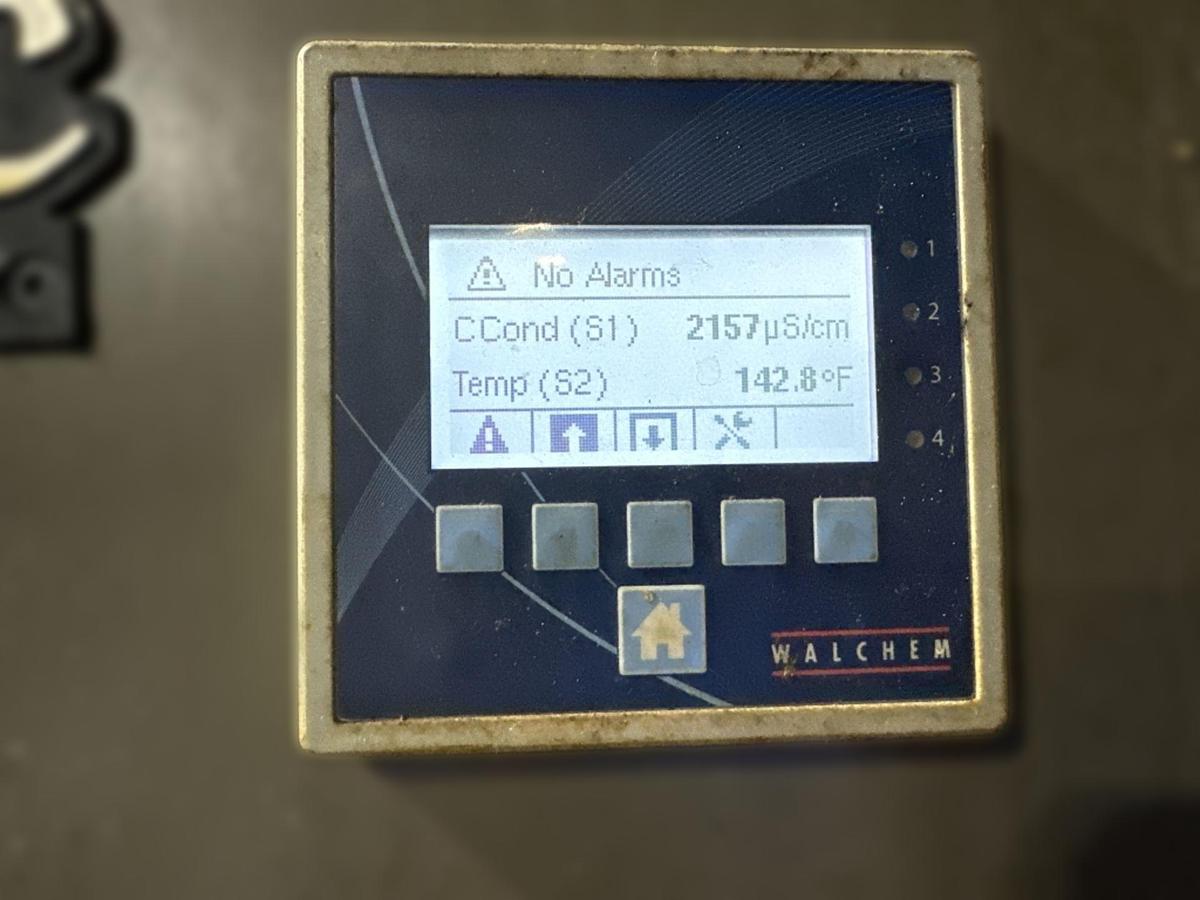 No Alarms
CCond (S1) 2157µS/cm
Temp (S2) 142.8°F
1
2
3
4
WALCHEM